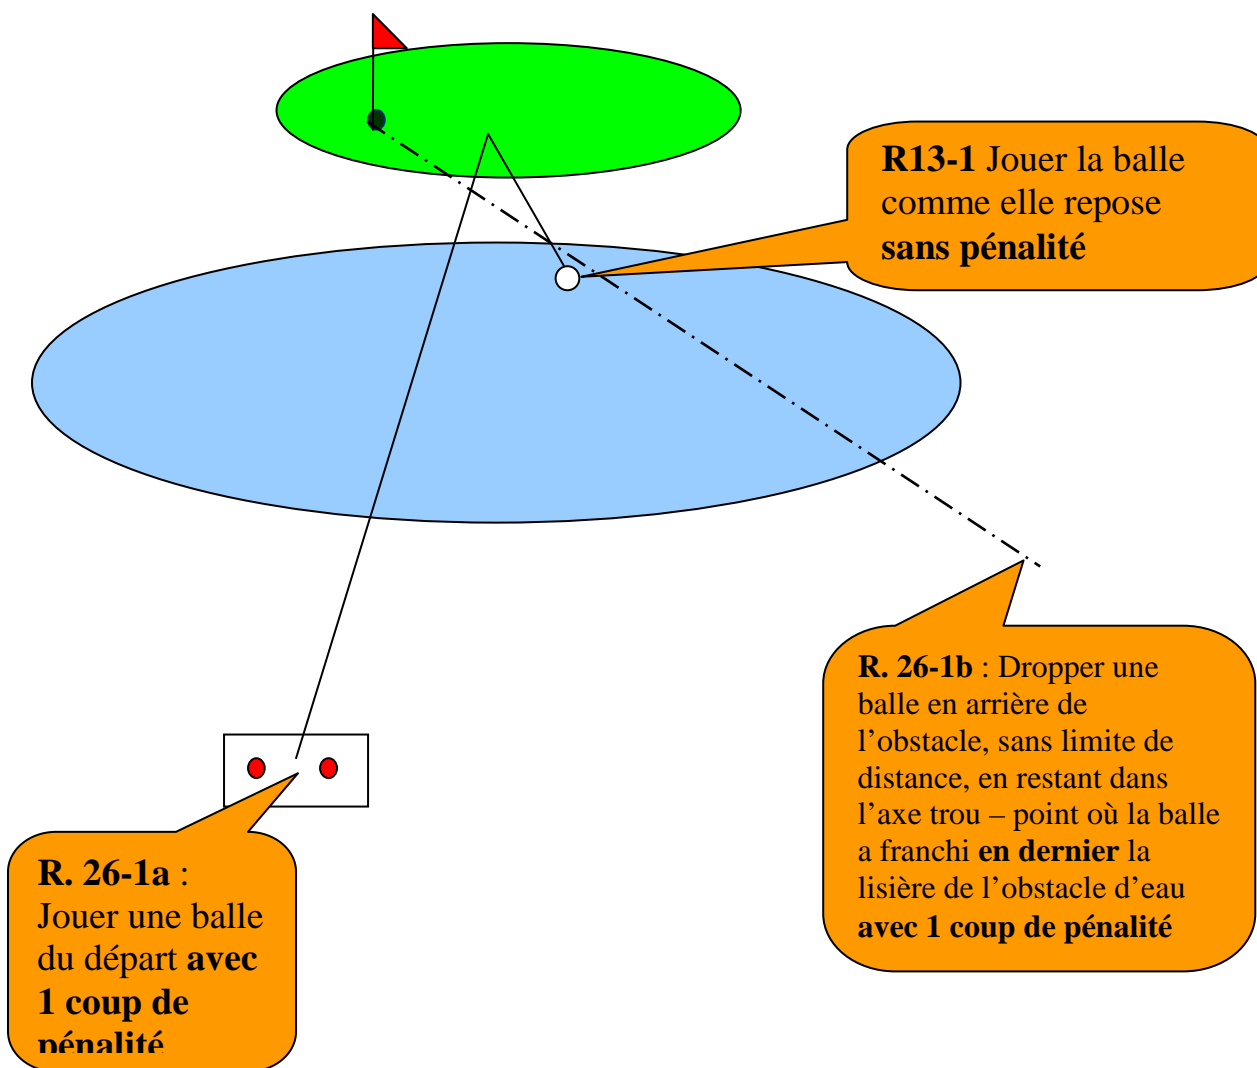 R13-1 Jouer la balle
comme elle repose
sans pénalité
R. 26-1b : Dropper une
balle en arrière de
l’obstacle, sans limite de
distance, en restant dans
l’axe trou – point où la balle
a franchi en dernier la
lisière de l’obstacle d’eau
avec 1 coup de pénalité
R. 26-1a :
Jouer une balle
du départ avec
1 coup de
pénalité